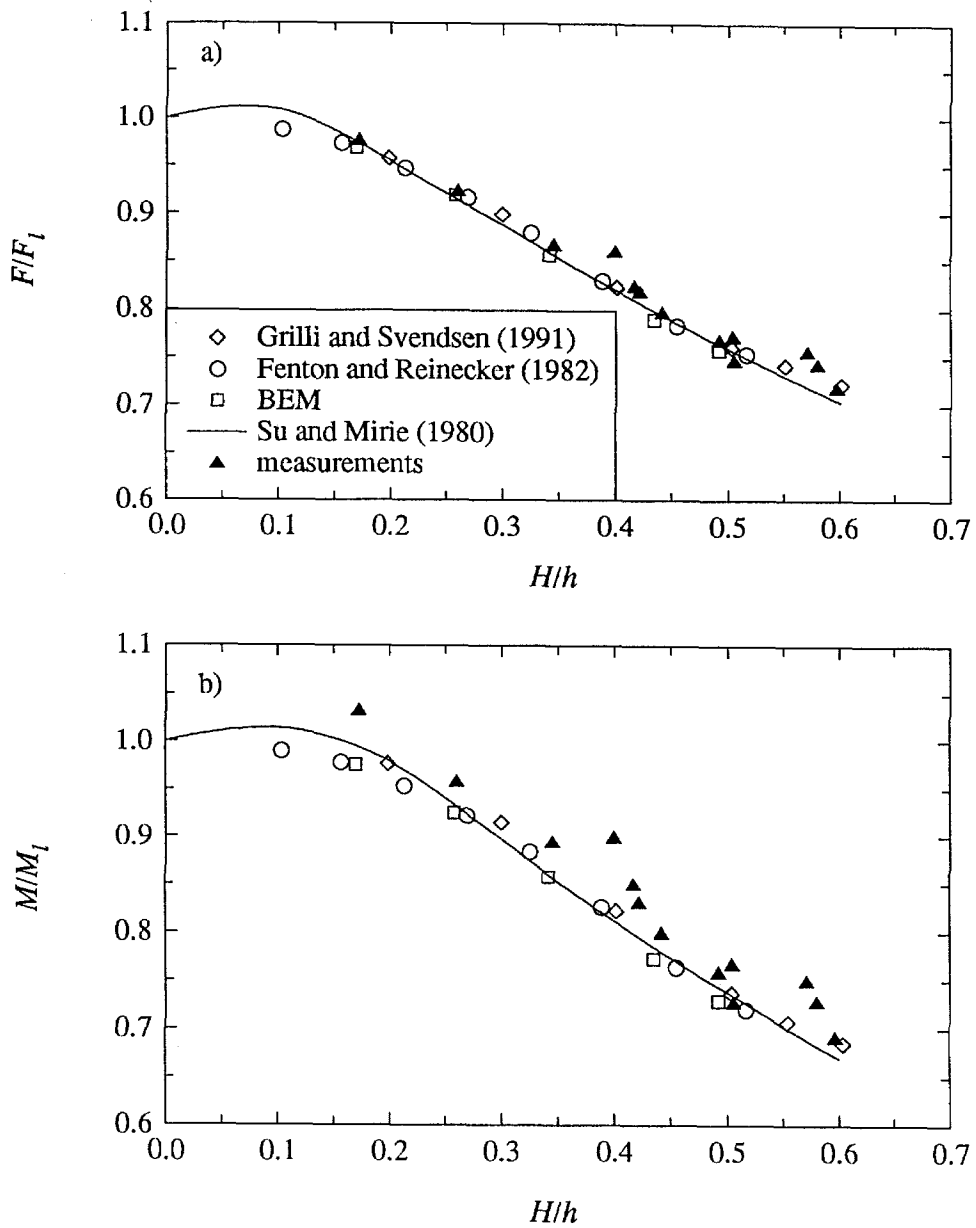 1.1
a)
1.0
0.9
F/F_l
0.8
Grilli and Svendsen (1991)
Fenton and Reinecker (1982)
BEM
0.7
Su and Mirie (1980)
measurements
0.6
0.0 0.1 0.2 0.3 0.4 0.5 0.6 0.7
H/h
1.1
b)
1.0
0.9
M/M_l
0.8
0.7
0.6
0.0 0.1 0.2 0.3 0.4 0.5 0.6 0.7
H/h